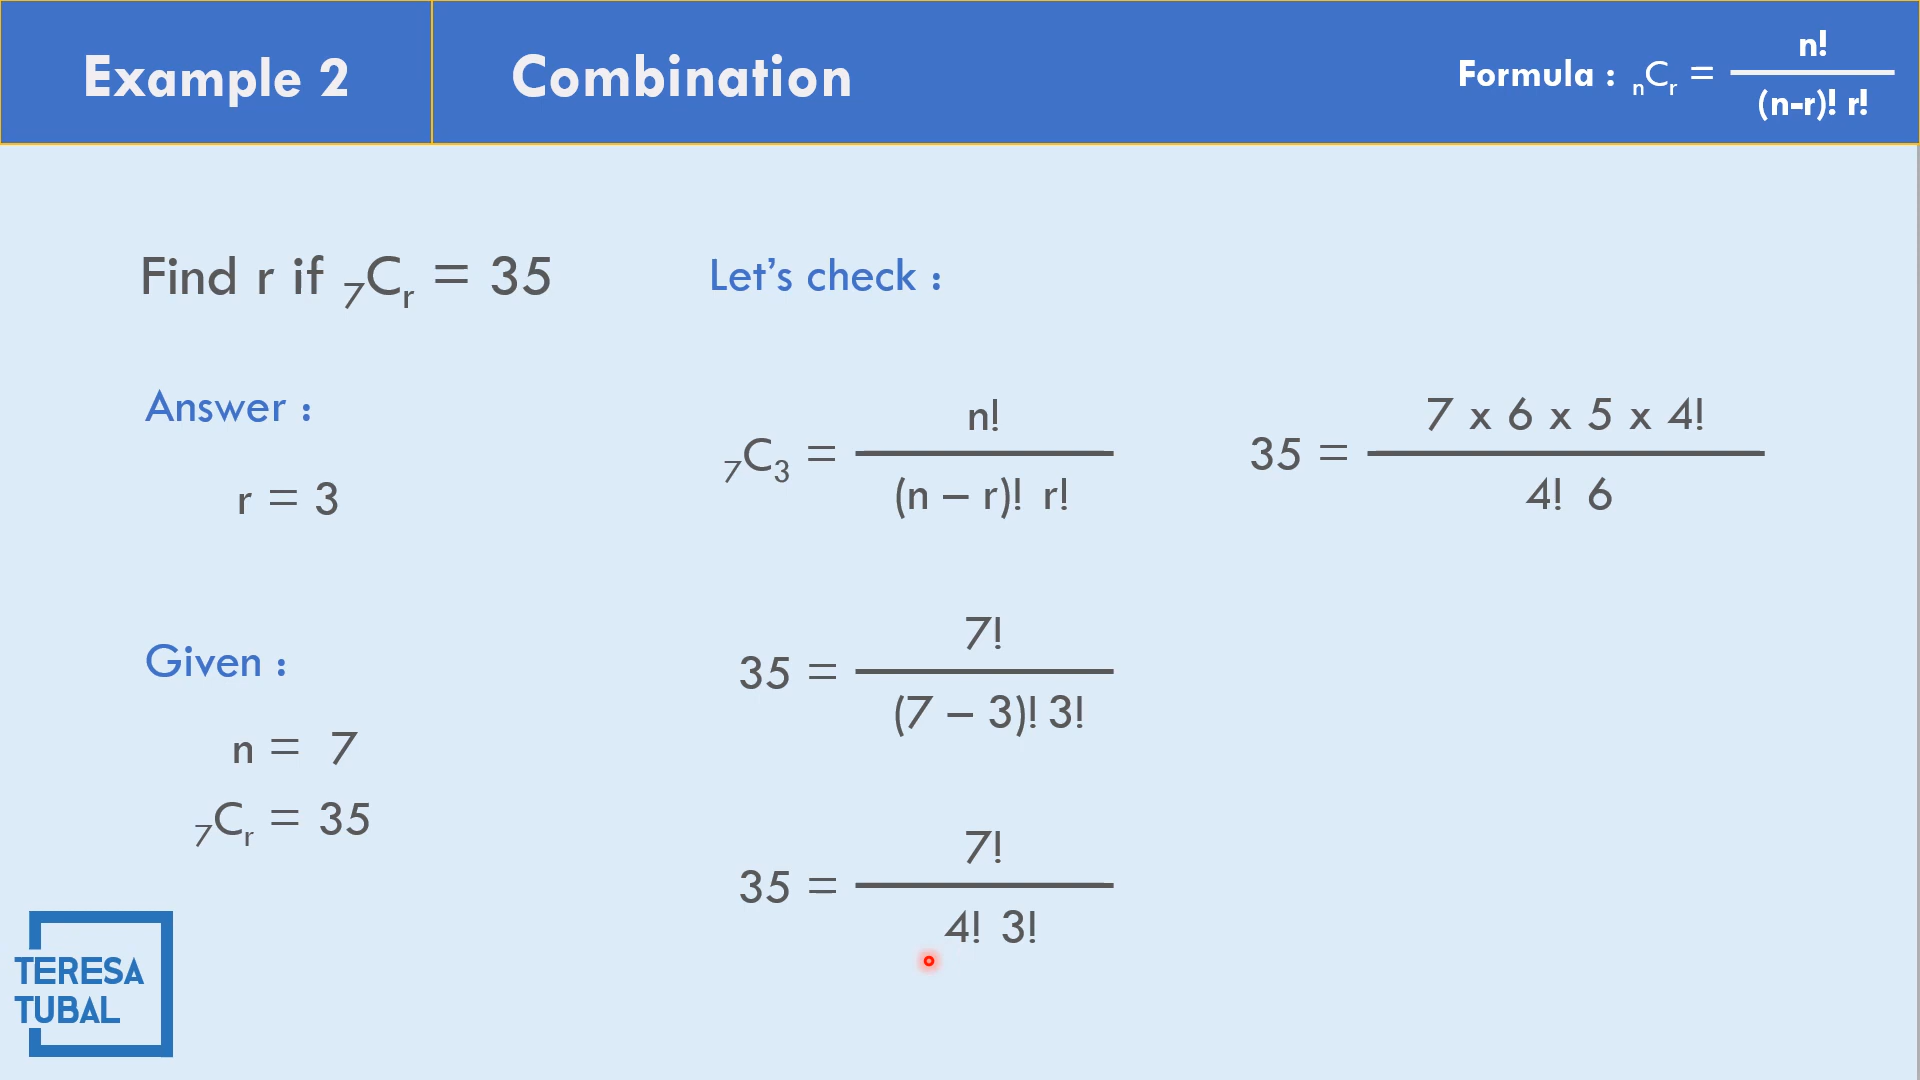 Example 2
Combination
Formula : nCr = n! / (n-r)! r!
Find r if 7Cr = 35
Answer :
r = 3
Given :
n = 7
7Cr = 35
Let’s check :
7C3 = n! / (n – r)! r!
35 = 7! / (7 – 3)! 3!
35 = 7! / 4! 3!
35 = 7 x 6 x 5 x 4! / 4! 6
TERESA
TUBAL